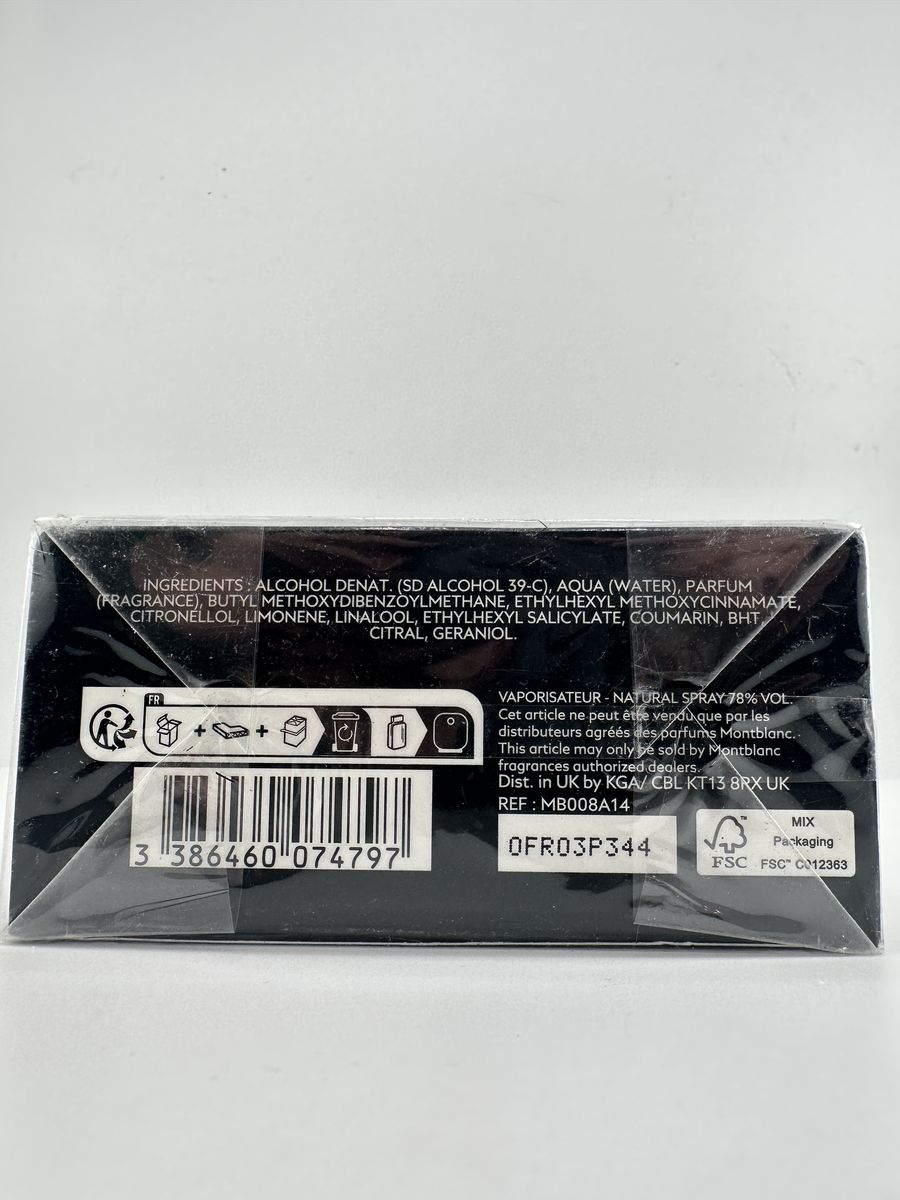 INGREDIENTS : ALCOHOL DENAT. (SD ALCOHOL 39-C), AQUA (WATER), PARFUM
(FRAGRANCE), BUTYL METHOXYDIBENZOYLMETHANE, ETHYLHEXYL METHOXYCINNAMATE,
CITRONELLOL, LIMONENE, LINALOOL, ETHYLHEXYL SALICYLATE, COUMARIN, BHT,
CITRAL, GERANIOL.
FR
+ +
VAPORISATEUR - NATURAL SPRAY 78% VOL.
Cet article ne peut être vendu que par les
distributeurs agréés des parfums Montblanc.
This article may only be sold by Montblanc
fragrances authorized dealers.
Dist. in UK by KGA/ CBL KT13 8PX UK
REF : MB008A14
3 386460 074797
0FR03P344
FSC
MIX
Packaging
FSC™ C012363